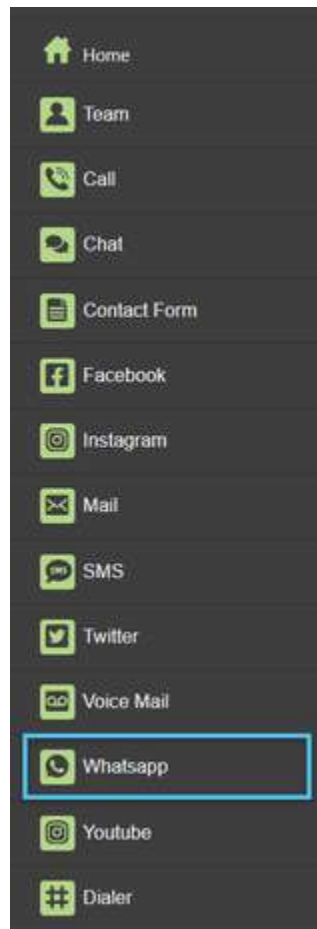 Home
Team
Call
Chat
Contact Form
Facebook
Instagram
Mail
SMS
Twitter
Voice Mail
Whatsapp
Youtube
Dialer